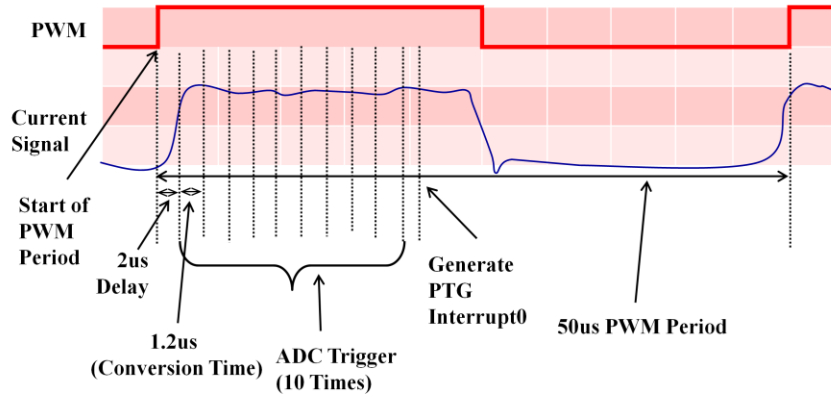 PWM
Current
Signal
Start of
PWM
Period
2us
Delay
1.2us
(Conversion Time)
ADC Trigger
(10 Times)
Generate
PTG
Interrupt0
50us PWM Period